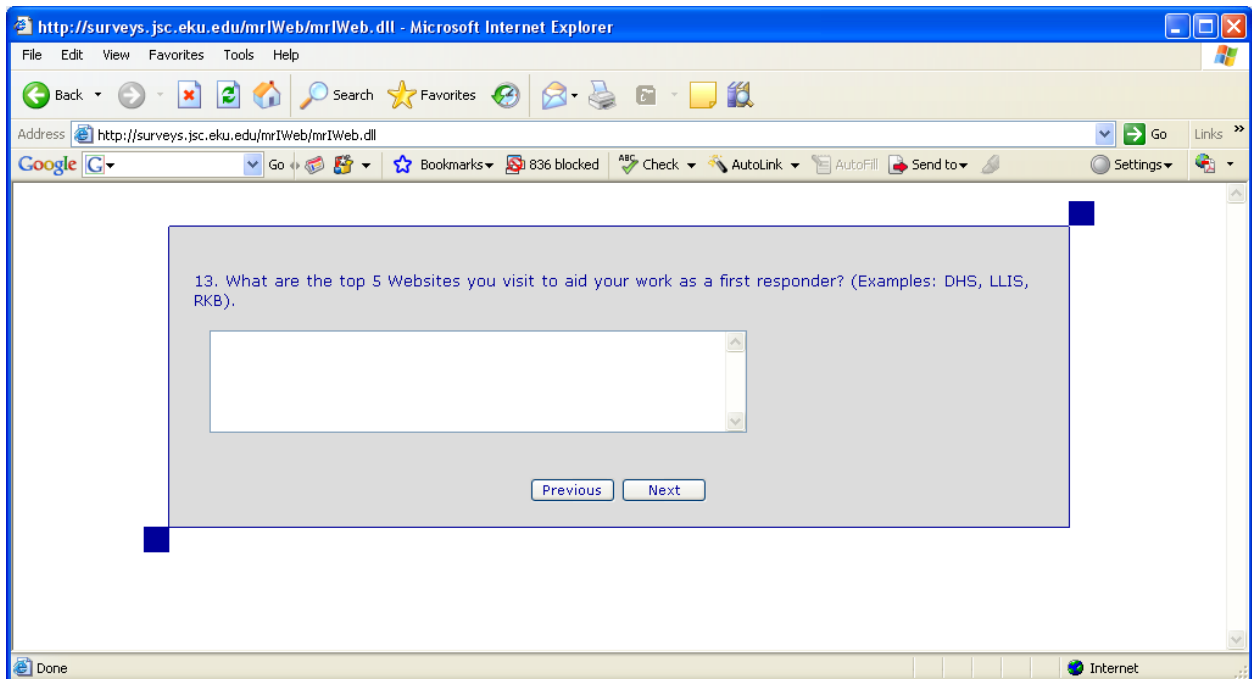 http://surveys.jsc.eku.edu/mrIWeb/mrIWeb.dll - Microsoft Internet Explorer
File Edit View Favorites Tools Help
Back Search Favorites
Address http://surveys.jsc.eku.edu/mrIWeb/mrIWeb.dll Go Links »
Google G Go Bookmarks 836 blocked ABC Check AutoLink AutoFill Send to Settings
13. What are the top 5 Websites you visit to aid your work as a first responder? (Examples: DHS, LLIS,
RKB).
Previous Next
Done Internet